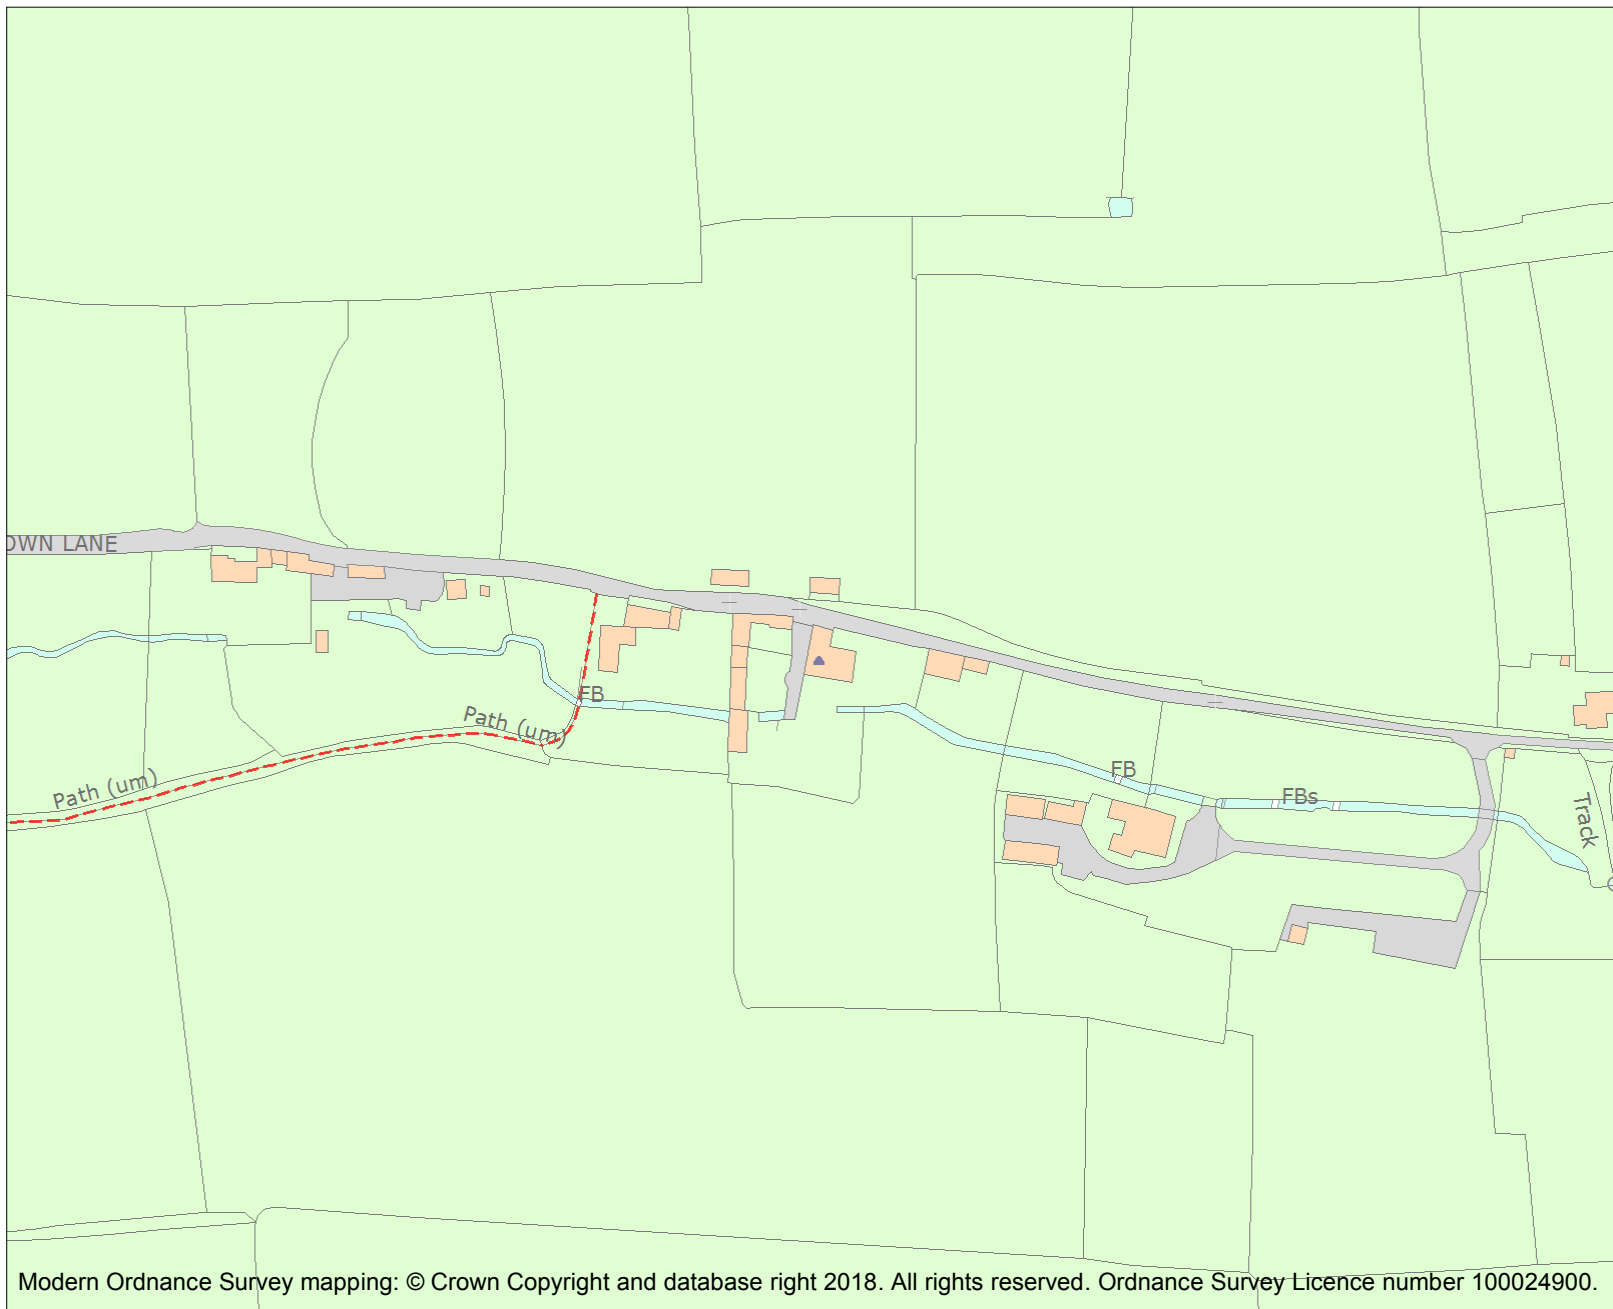 OWN LANE
FB
Path (um)
Path (um)
FB
FBs
Track
Modern Ordnance Survey mapping: © Crown Copyright and database right 2018. All rights reserved. Ordnance Survey Licence number 100024900.